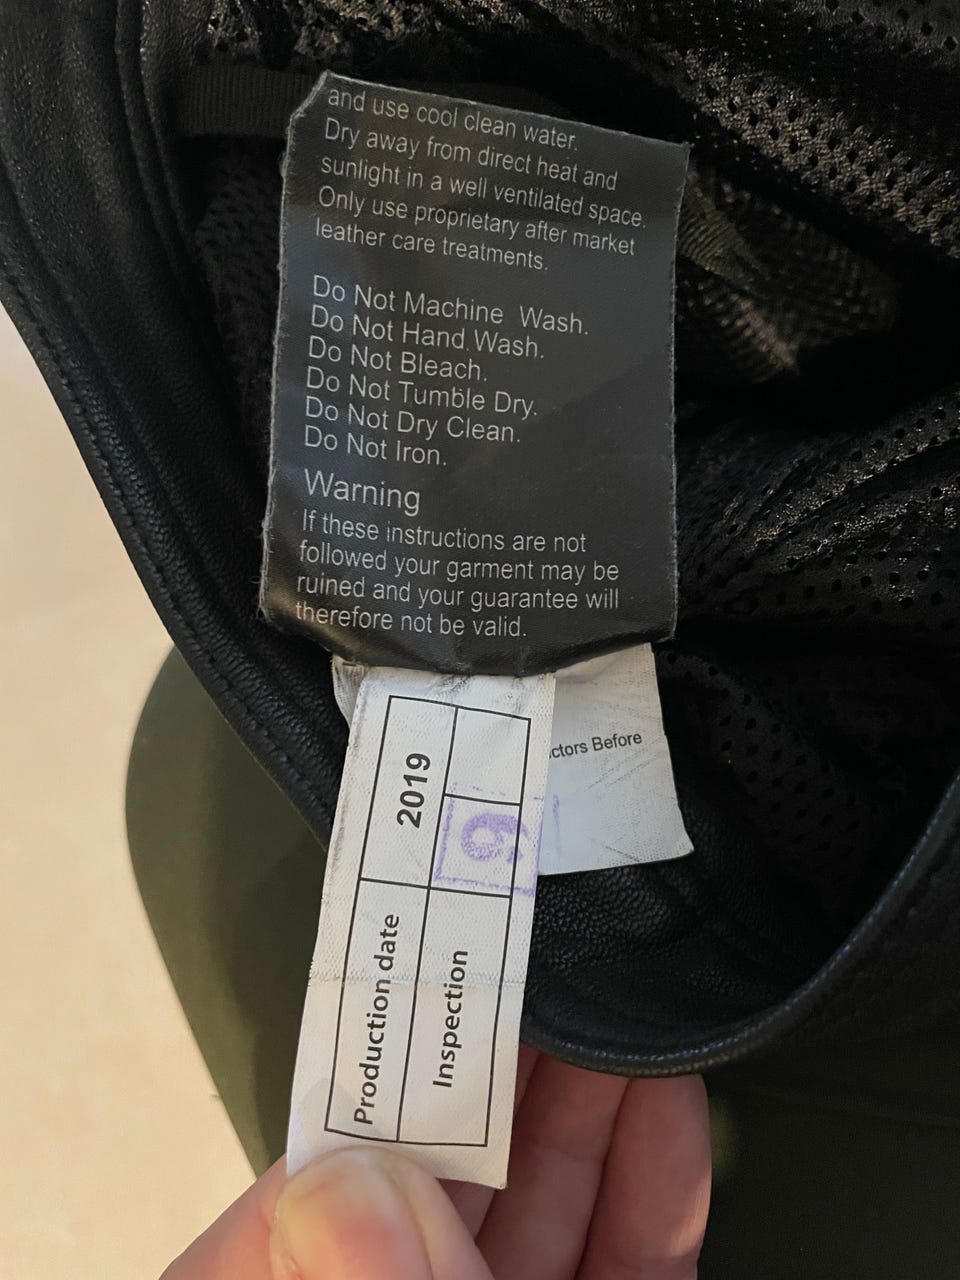 and use cool clean water.
Dry away from direct heat and
sunlight in a well ventilated space.
Only use proprietary after market
leather care treatments.
Do Not Machine Wash.
Do Not Hand Wash.
Do Not Bleach.
Do Not Tumble Dry.
Do Not Dry Clean.
Do Not Iron.
Warning
If these instructions are not
followed your garment may be
ruined and your guarantee will
therefore not be valid.
ctors Before
Production date 2019
Inspection 9